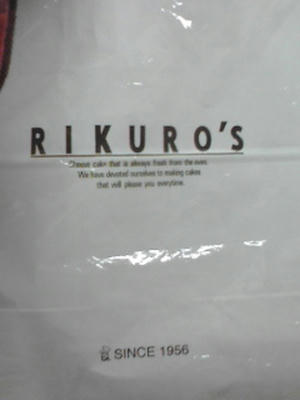 RIKURO'S
Cheese cake that is always fresh from the oven.
We have devoted ourselves to making cakes
that will please you everytime.
SINCE 1956